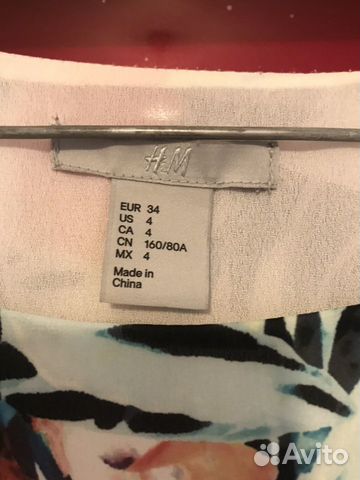 H&M
EUR 34
US 4
CA 4
CN 160/80A
MX 4
Made in
China
Avito